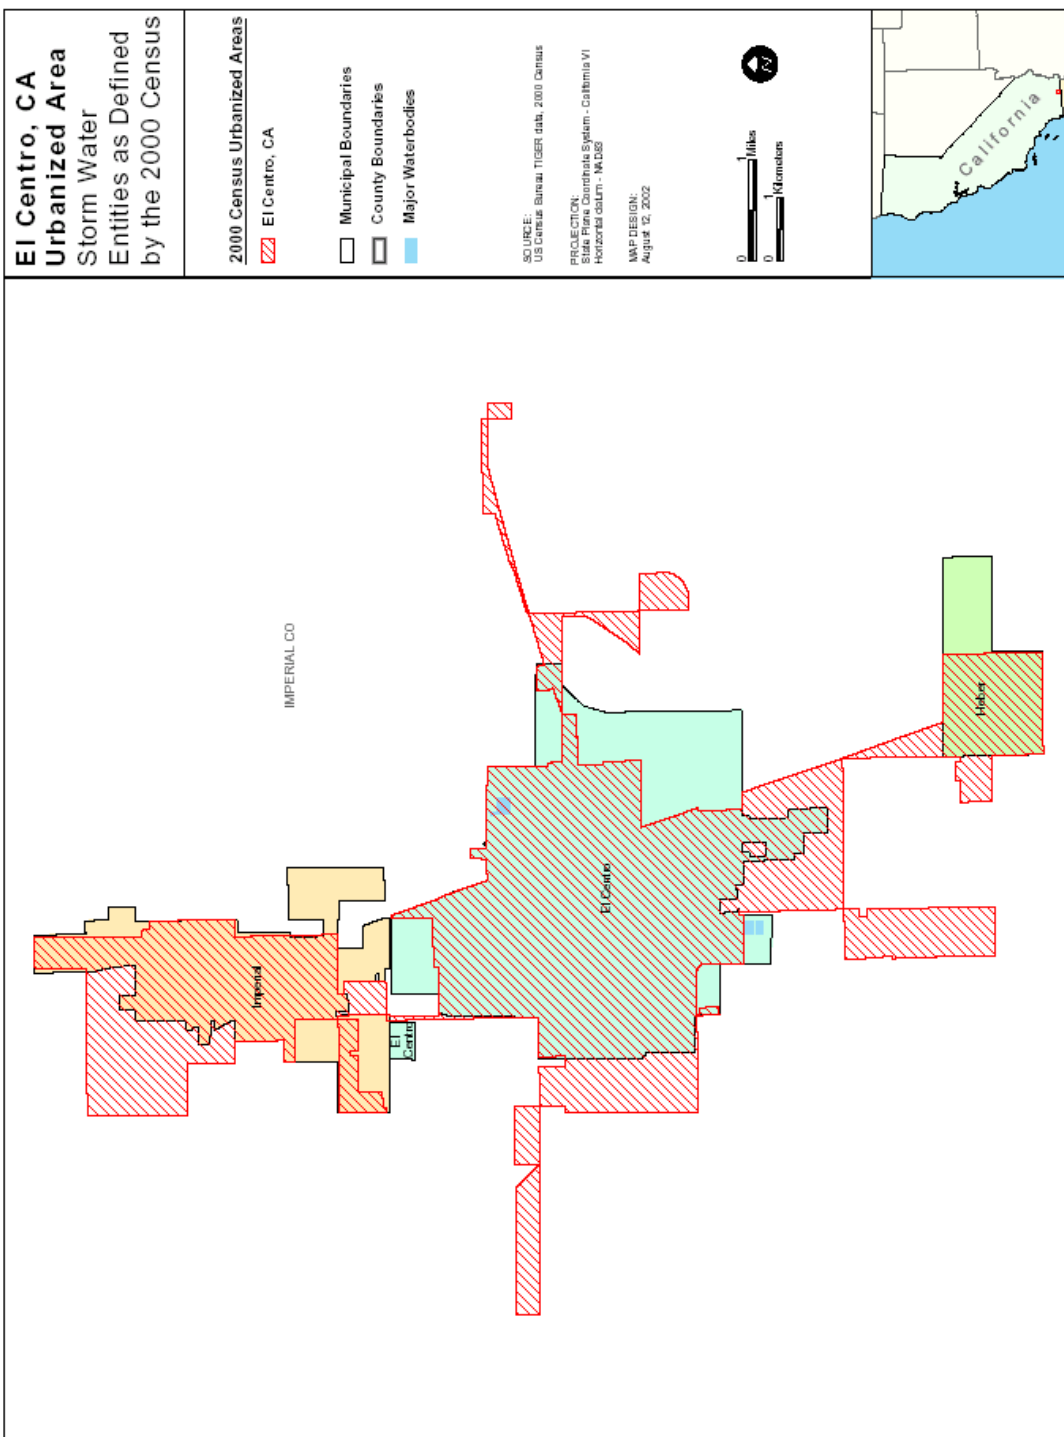 El Centro, CA
Urbanized Area
Storm Water
Entities as Defined
by the 2000 Census
2000 Census Urbanized Areas
El Centro, CA
Municipal Boundaries
County Boundaries
Major Waterbodies
SOURCE:
US Census Bureau TIGER data, 2000 Census
PROJECTION:
State Plane Coordinate System - California VI
Horizontal datum - NAD83
MAP DESIGN:
August 12, 2002
0 1 Miles
0 1 Kilometers
N
California
IMPERIAL CO
Imperial
El
Centro
El Centro
Heber